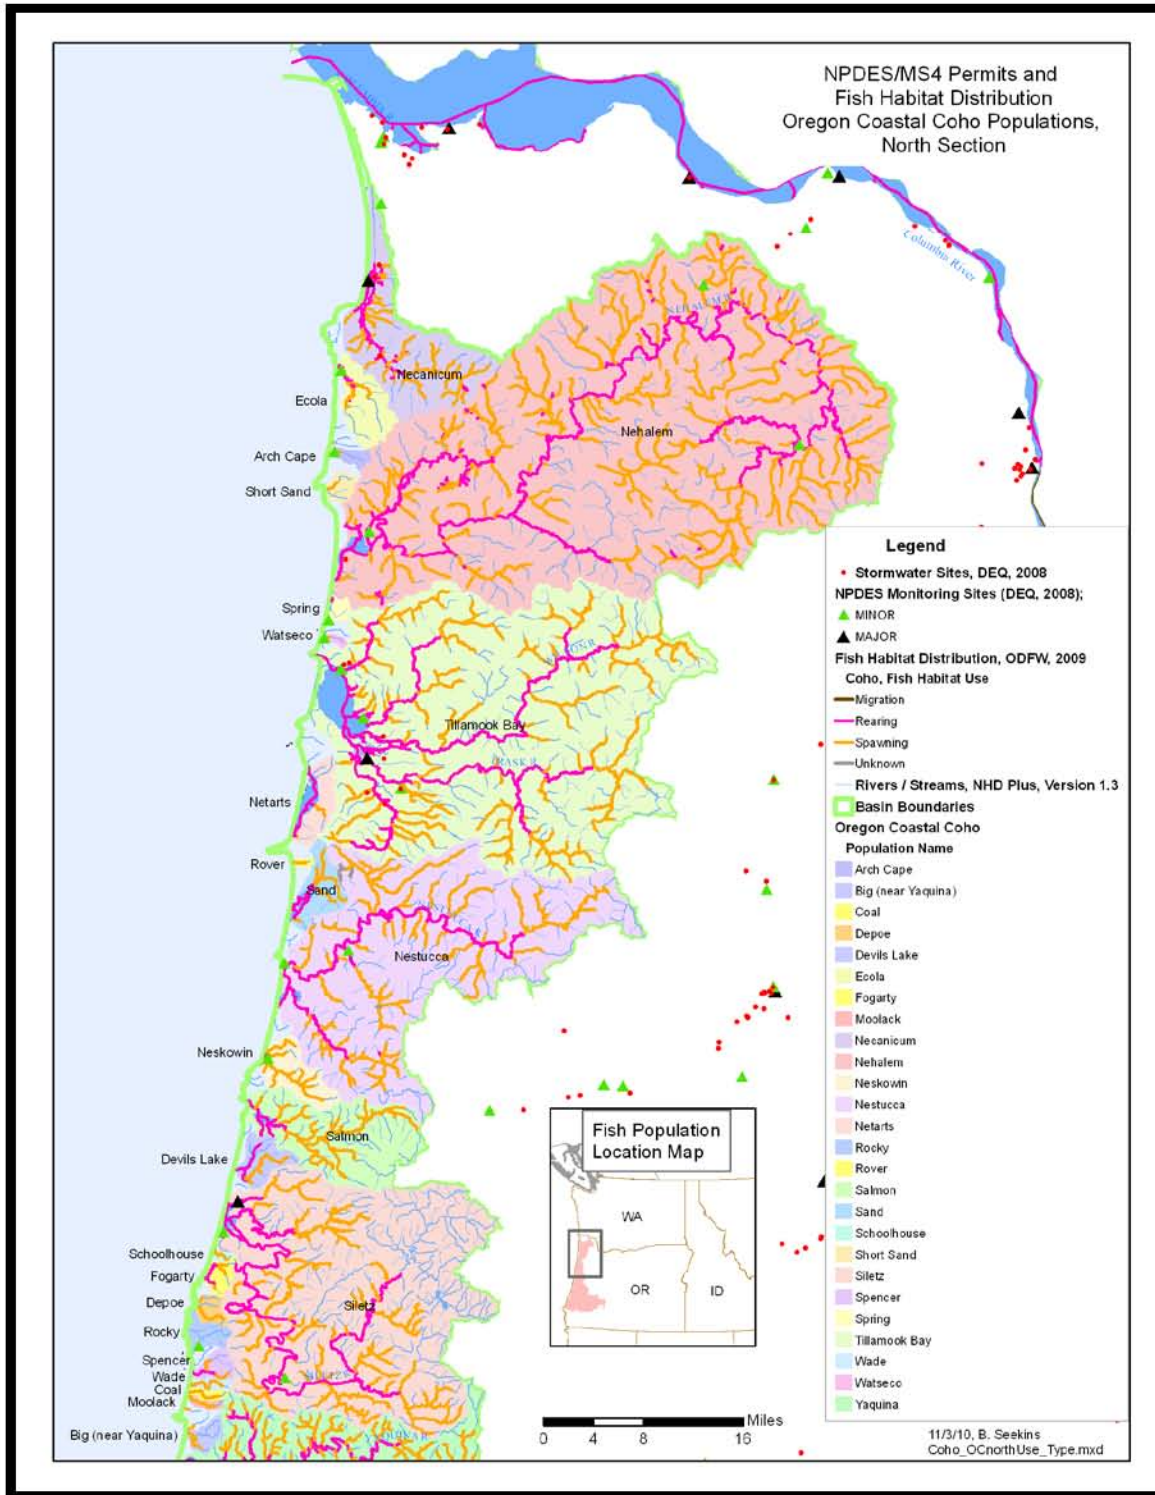 NPDES/MS4 Permits and
Fish Habitat Distribution
Oregon Coastal Coho Populations,
North Section
Columbia River
NEHALEM R
Necanicum
Ecola
Nehalem
Arch Cape
Short Sand
Spring
Watseco
Tillamook Bay
Netarts
Rover
Sand
Nestucca
Neskowin
Salmon
Devils Lake
Schoolhouse
Fogarty
Depoe
Siletz
Rocky
Spencer
Wade
Coal
Moolack
Big (near Yaquina)
YAQUINA R
Legend
Stormwater Sites, DEQ, 2008
NPDES Monitoring Sites (DEQ, 2008);
MINOR
MAJOR
Fish Habitat Distribution, ODFW, 2009
Coho, Fish Habitat Use
Migration
Rearing
Spawning
Unknown
Rivers / Streams, NHD Plus, Version 1.3
Basin Boundaries
Oregon Coastal Coho
Population Name
Arch Cape
Big (near Yaquina)
Coal
Depoe
Devils Lake
Ecola
Fogarty
Moolack
Necanicum
Nehalem
Neskowin
Nestucca
Netarts
Rocky
Rover
Salmon
Sand
Schoolhouse
Short Sand
Siletz
Spencer
Spring
Tillamook Bay
Wade
Watseco
Yaquina
Fish Population
Location Map
WA
OR
ID
Miles
0 4 8 16
11/3/10, B. Seekins
Coho_OCnorthUse_Type.mxd